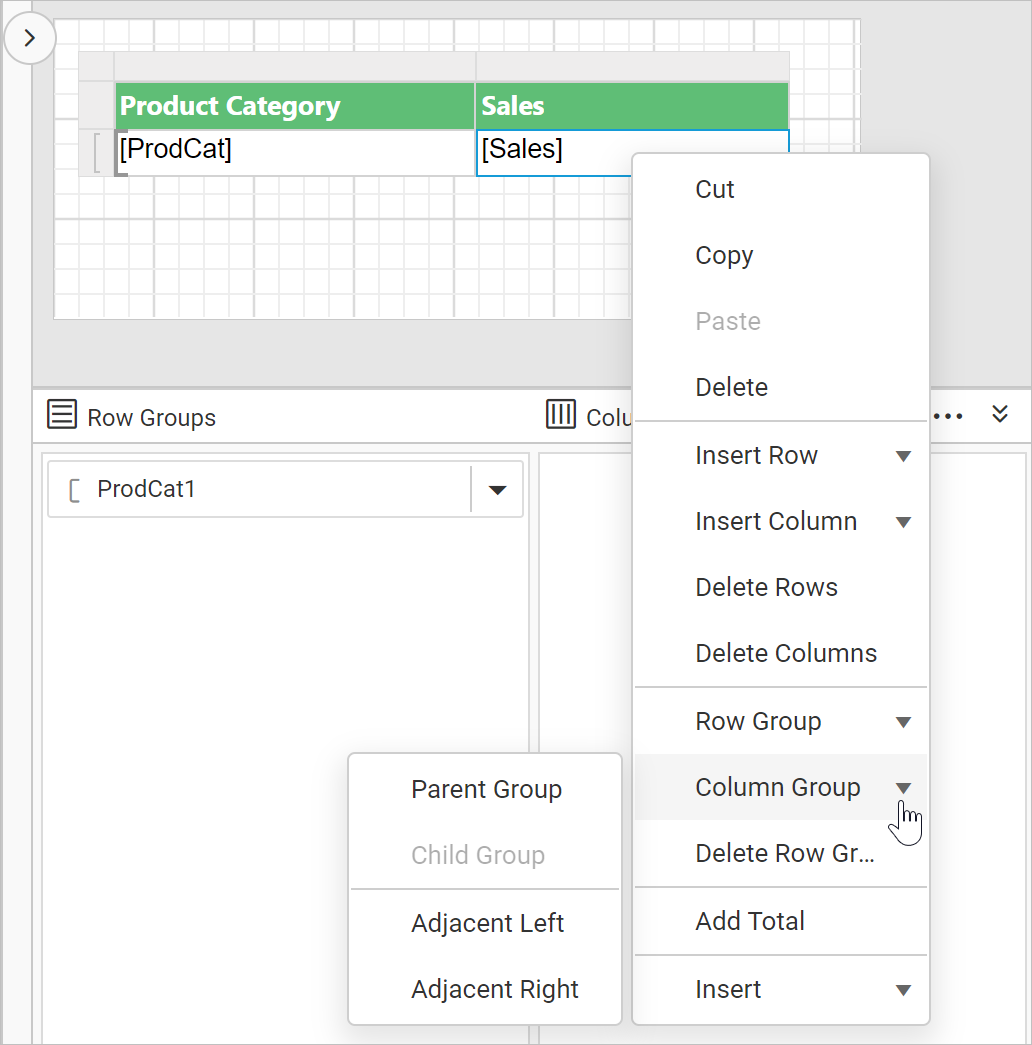 Product Category Sales
[ProdCat] [Sales]
Cut
Copy
Paste
Delete
Row Groups Colu
ProdCat1
Insert Row
Insert Column
Delete Rows
Delete Columns
Row Group
Column Group
Delete Row Gr...
Add Total
Insert
Parent Group
Child Group
Adjacent Left
Adjacent Right